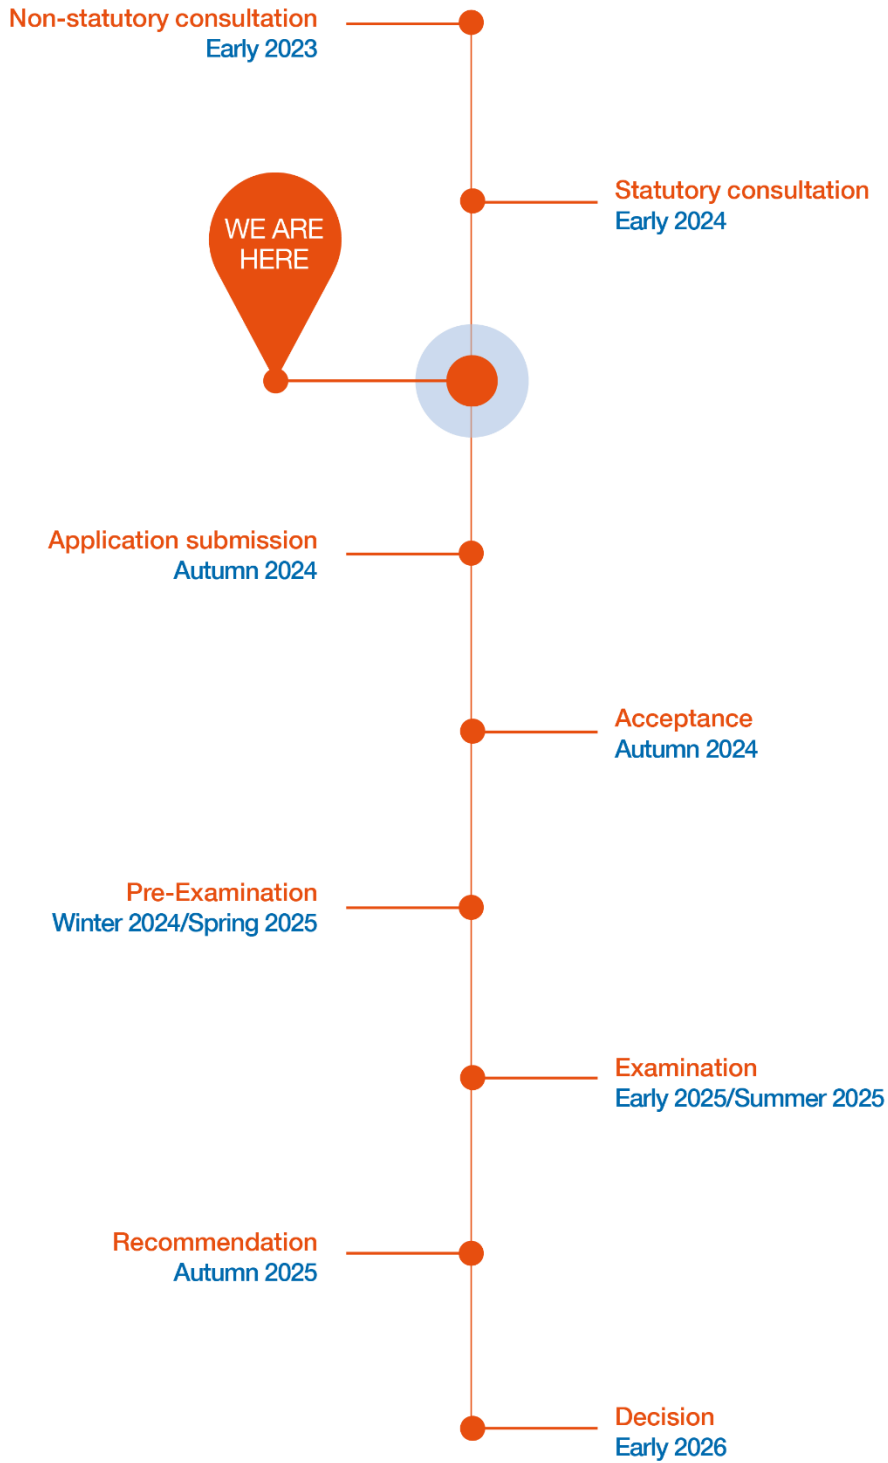 Non-statutory consultation
Early 2023
Statutory consultation
Early 2024
WE ARE
HERE
Application submission
Autumn 2024
Acceptance
Autumn 2024
Pre-Examination
Winter 2024/Spring 2025
Examination
Early 2025/Summer 2025
Recommendation
Autumn 2025
Decision
Early 2026